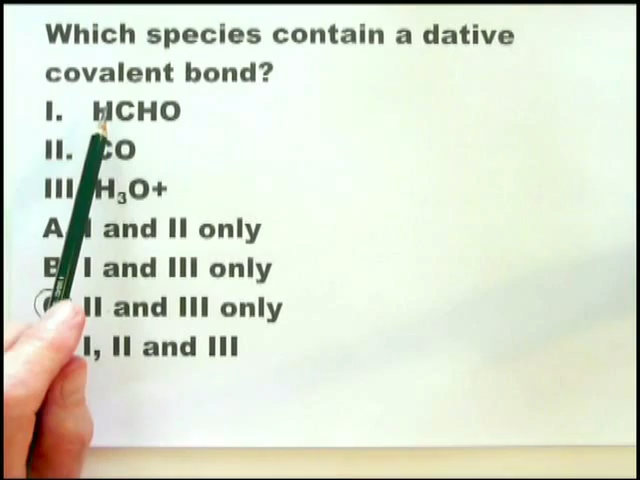 Which species contain a dative
covalent bond?
I. HCHO
II. CO
III H₃O+
A I and II only
B I and III only
II and III only
I, II and III